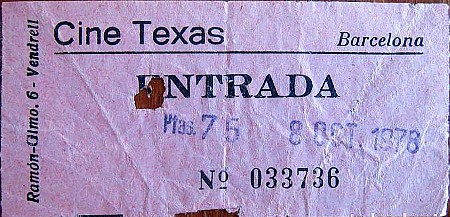 Cine Texas Barcelona
ENTRADA
Ptas. 75 8 OCT. 1978
Nº 033736
Ramón-Olmo. 6 - Vendrell